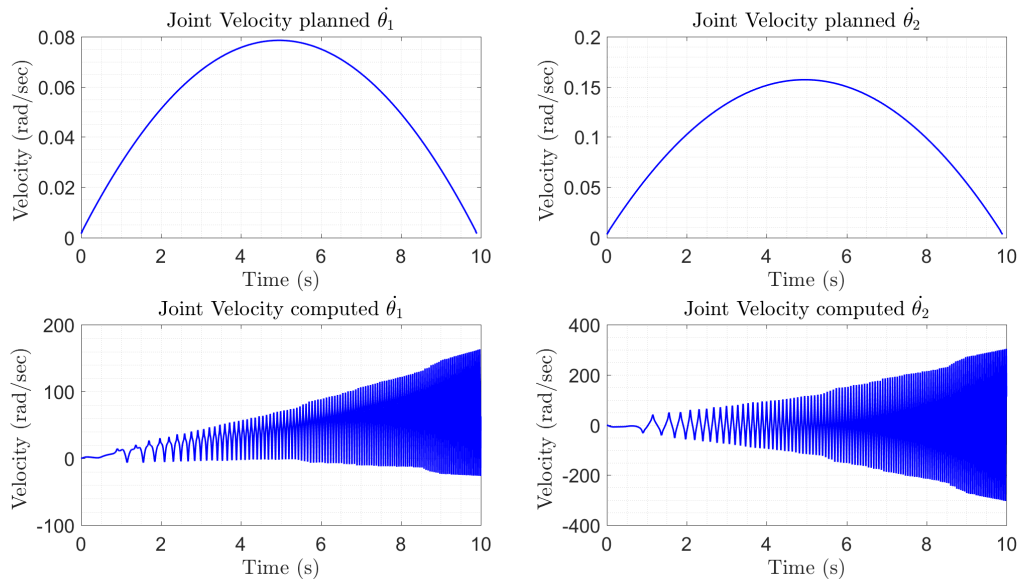 Joint Velocity planned θ̇₁
Velocity (rad/sec)
0.08
0.06
0.04
0.02
0
0 2 4 6 8 10
Time (s)
Joint Velocity planned θ̇₂
Velocity (rad/sec)
0.2
0.15
0.1
0.05
0
0 2 4 6 8 10
Time (s)
Joint Velocity computed θ̇₁
Velocity (rad/sec)
200
100
0
-100
0 2 4 6 8 10
Time (s)
Joint Velocity computed θ̇₂
Velocity (rad/sec)
400
200
0
-200
-400
0 2 4 6 8 10
Time (s)